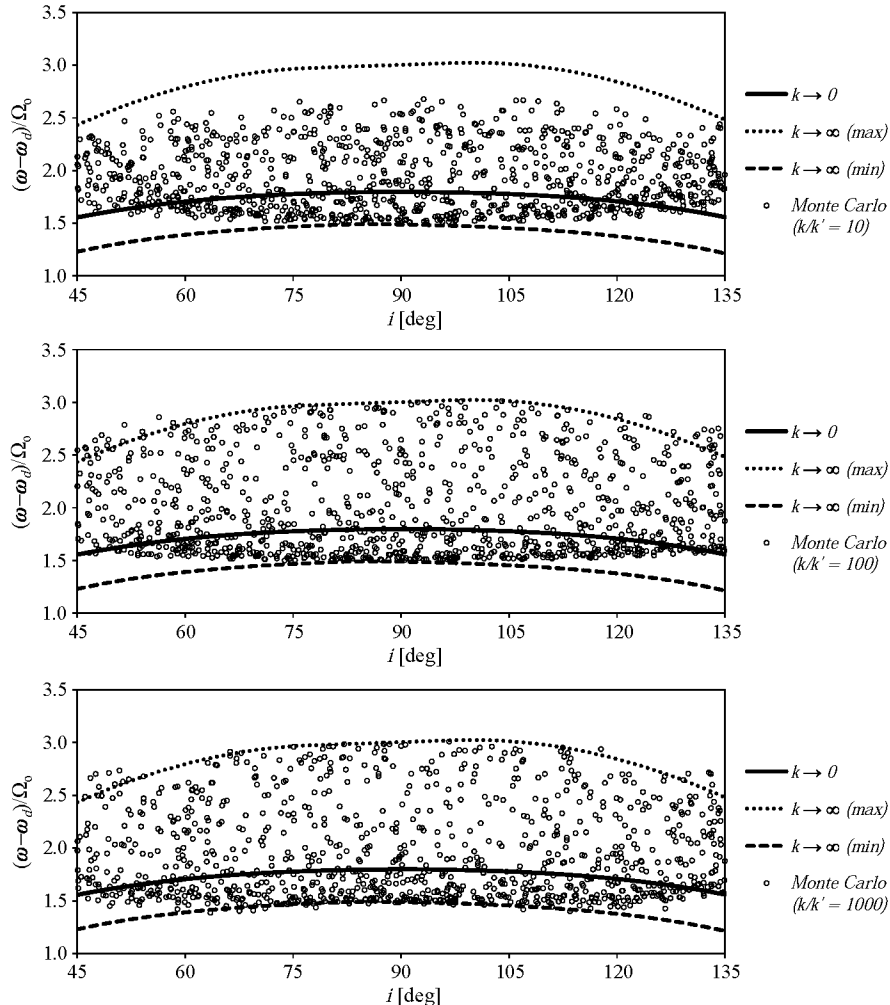 3.5
3.0
2.5
2.0
1.5
1.0
(ω−ω_d)/Ω_o
45 60 75 90 105 120 135
i [deg]
k → 0
k → ∞ (max)
k → ∞ (min)
Monte Carlo
(k/k' = 10)
3.5
3.0
2.5
2.0
1.5
1.0
(ω−ω_d)/Ω_o
45 60 75 90 105 120 135
i [deg]
k → 0
k → ∞ (max)
k → ∞ (min)
Monte Carlo
(k/k' = 100)
3.5
3.0
2.5
2.0
1.5
1.0
(ω−ω_d)/Ω_o
45 60 75 90 105 120 135
i [deg]
k → 0
k → ∞ (max)
k → ∞ (min)
Monte Carlo
(k/k' = 1000)